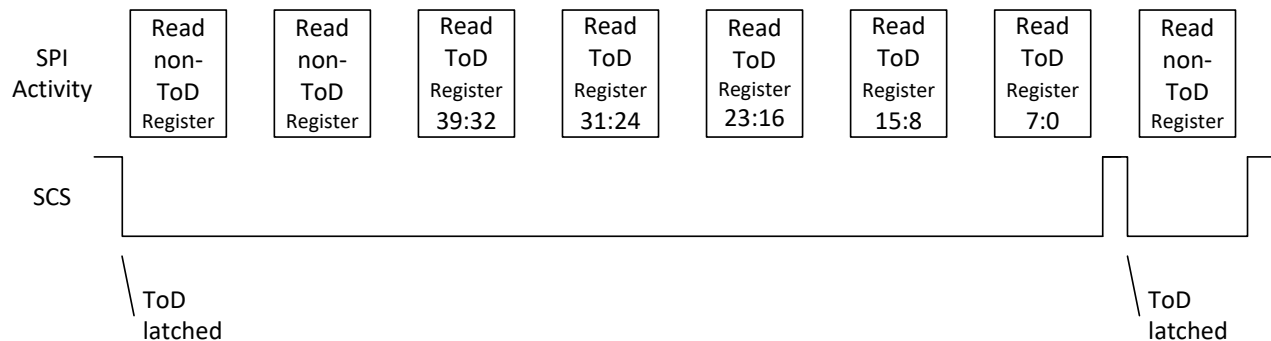 SPI
Activity
Read
non-
ToD
Register
Read
non-
ToD
Register
Read
ToD
Register
39:32
Read
ToD
Register
31:24
Read
ToD
Register
23:16
Read
ToD
Register
15:8
Read
ToD
Register
7:0
Read
non-
ToD
Register
SCS
ToD
latched
ToD
latched